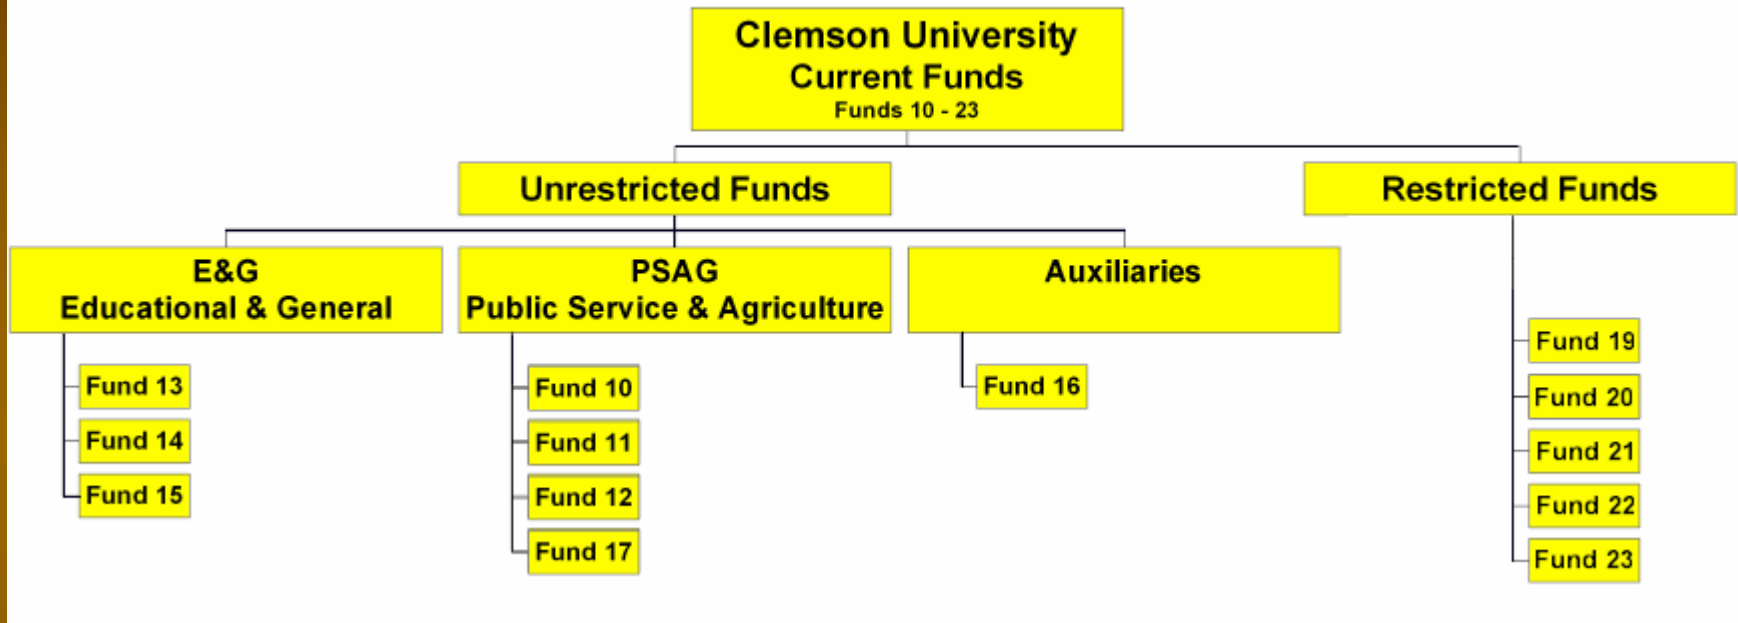 Clemson University
Current Funds
Funds 10 - 23
Unrestricted Funds
Restricted Funds
E&G
Educational & General
PSAG
Public Service & Agriculture
Auxiliaries
Fund 13
Fund 14
Fund 15
Fund 10
Fund 11
Fund 12
Fund 17
Fund 16
Fund 19
Fund 20
Fund 21
Fund 22
Fund 23